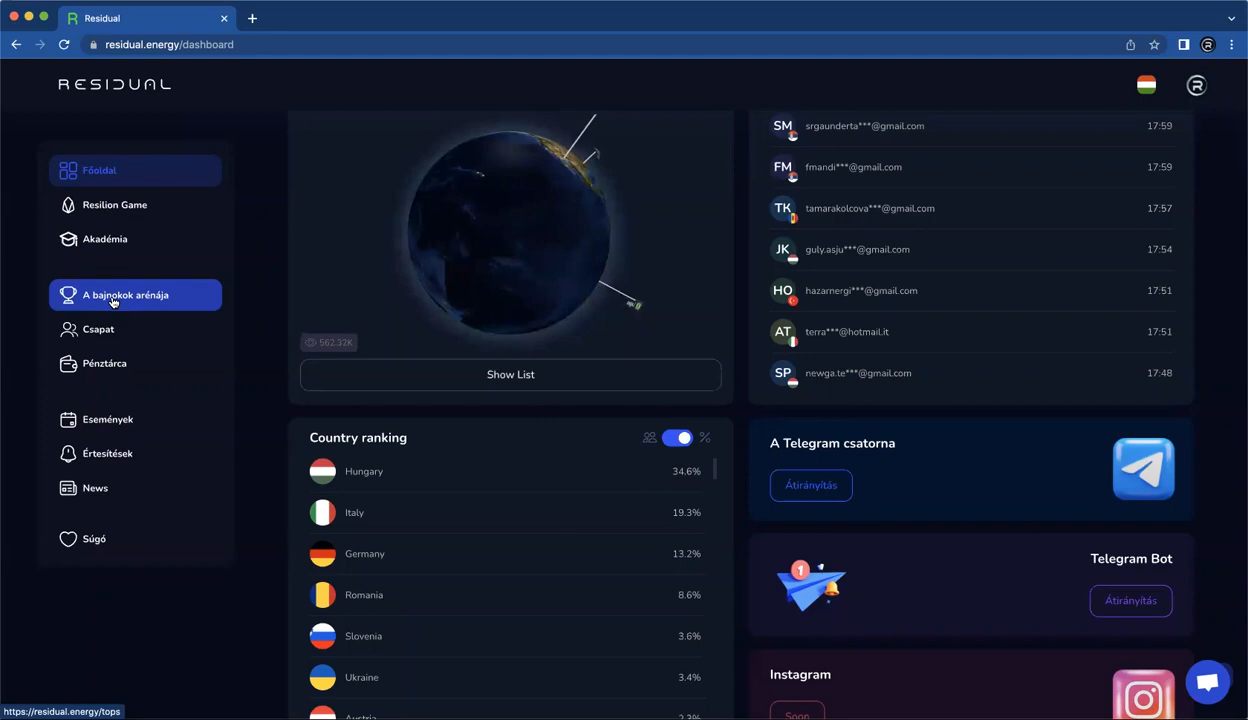 Residual
residual.energy/dashboard
RESIDUAL
Főoldal
Resilion Game
Akadémia
A bajnokok arénája
Csapat
Pénztárca
Események
Értesítések
News
Súgó
562.32K
Show List
SM srgaunderta***@gmail.com 17:59
FM fmandi***@gmail.com 17:59
TK tamarakolcova***@gmail.com 17:57
JK guly.asju***@gmail.com 17:54
HO hazarnergi***@gmail.com 17:51
AT terra***@hotmail.it 17:51
SP newga.te***@gmail.com 17:48
Country ranking %
Hungary 34.6%
Italy 19.3%
Germany 13.2%
Romania 8.6%
Slovenia 3.6%
Ukraine 3.4%
Austria 2.3%
A Telegram csatorna
Átirányítás
1
Telegram Bot
Átirányítás
Instagram
Soon
https://residual.energy/tops